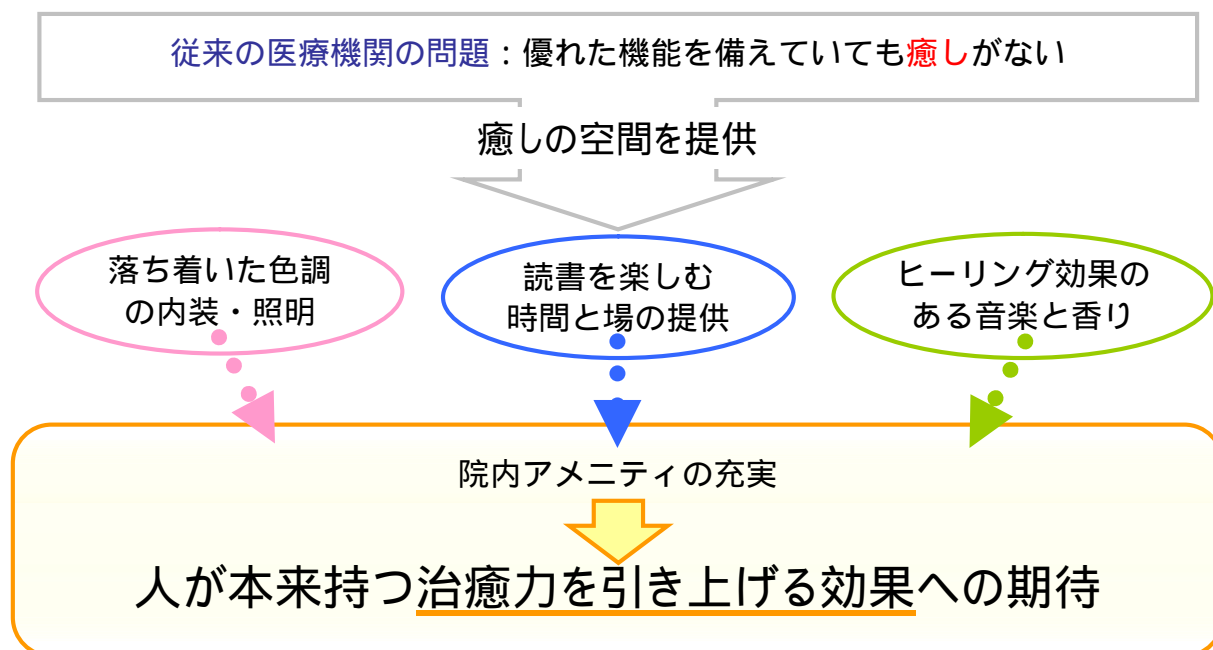 従来の医療機関の問題：優れた機能を備えていても癒しがない
癒しの空間を提供
落ち着いた色調
の内装・照明
読書を楽しむ
時間と場の提供
ヒーリング効果の
ある音楽と香り
院内アメニティの充実
人が本来持つ治癒力を引き上げる効果への期待